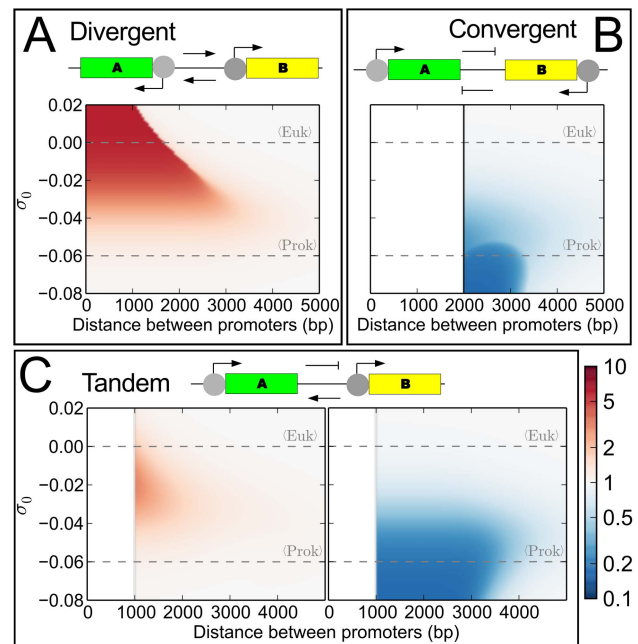 A Divergent
A B
0.02
0.00
−0.02
−0.04
−0.06
−0.08
σ0
(Euk)
(Prok)
0 1000 2000 3000 4000 5000
Distance between promoters (bp)
Convergent B
A B
(Euk)
(Prok)
0 1000 2000 3000 4000 5000
Distance between promoters (bp)
C Tandem
A B
0.02
0.00
−0.02
−0.04
−0.06
−0.08
σ0
(Euk)
(Prok)
(Euk)
(Prok)
0 1000 2000 3000 4000 0 1000 2000 3000 4000
Distance between promoters (bp)
10
5
2
1
0.5
0.2
0.1